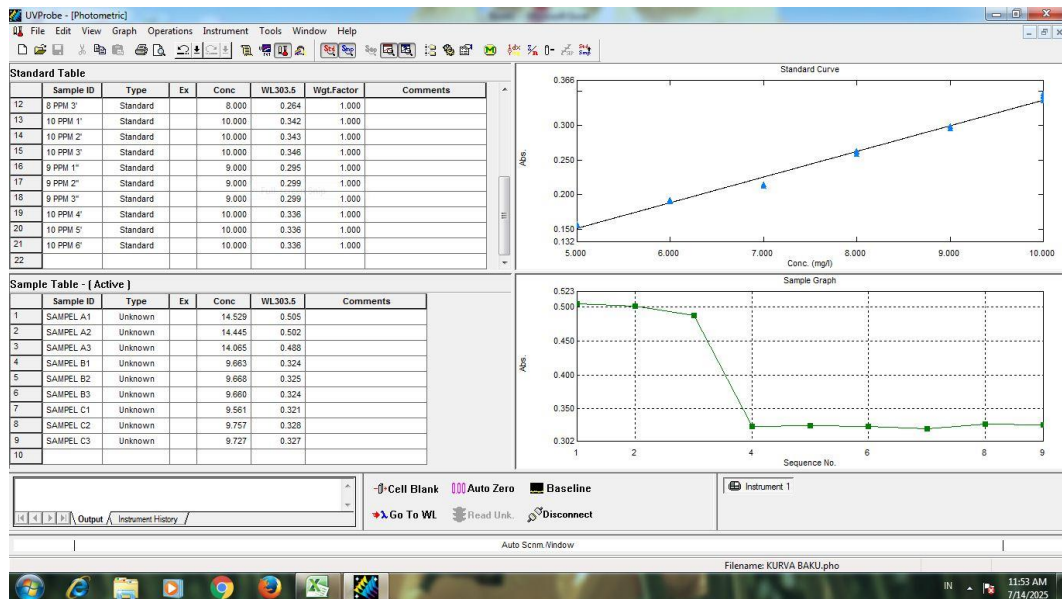 UVProbe - [Photometric]
File Edit View Graph Operations Instrument Tools Window Help
Standard Table
Sample ID Type Ex Conc WL303.5 Wgt.Factor Comments
12 8 PPM 3' Standard 8.000 0.264 1.000
13 10 PPM 1' Standard 10.000 0.342 1.000
14 10 PPM 2' Standard 10.000 0.343 1.000
15 10 PPM 3' Standard 10.000 0.346 1.000
16 9 PPM 1" Standard 9.000 0.295 1.000
17 9 PPM 2" Standard 9.000 0.299 1.000
18 9 PPM 3" Standard 9.000 0.299 1.000
19 10 PPM 4' Standard 10.000 0.336 1.000
20 10 PPM 5' Standard 10.000 0.336 1.000
21 10 PPM 6' Standard 10.000 0.336 1.000
22
Standard Curve
0.366
0.300
0.250
0.200
0.150
0.132
Abs.
5.000 6.000 7.000 8.000 9.000 10.000
Conc. (mg/l)
Sample Table - [ Active ]
Sample ID Type Ex Conc WL303.5 Comments
1 SAMPEL A1 Unknown 14.529 0.505
2 SAMPEL A2 Unknown 14.445 0.502
3 SAMPEL A3 Unknown 14.065 0.488
4 SAMPEL B1 Unknown 9.663 0.324
5 SAMPEL B2 Unknown 9.668 0.325
6 SAMPEL B3 Unknown 9.660 0.324
7 SAMPEL C1 Unknown 9.561 0.321
8 SAMPEL C2 Unknown 9.757 0.328
9 SAMPEL C3 Unknown 9.727 0.327
10
Sample Graph
0.523
0.500
0.450
0.400
0.350
0.302
Abs.
1 2 4 6 8 9
Sequence No.
Output Instrument History
Cell Blank Auto Zero Baseline
Go To WL Read Unk. Disconnect
Instrument 1
Auto Scnm.Window
Filename: KURVA BAKU.pho
IN
11:53 AM
7/14/2025